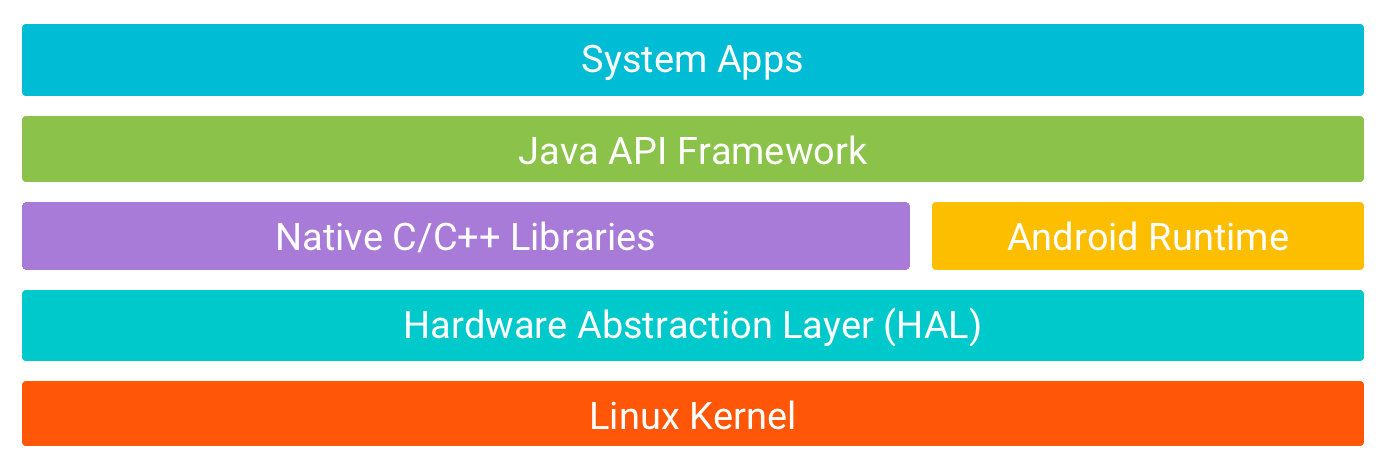 System Apps
Java API Framework
Native C/C++ Libraries
Android Runtime
Hardware Abstraction Layer (HAL)
Linux Kernel